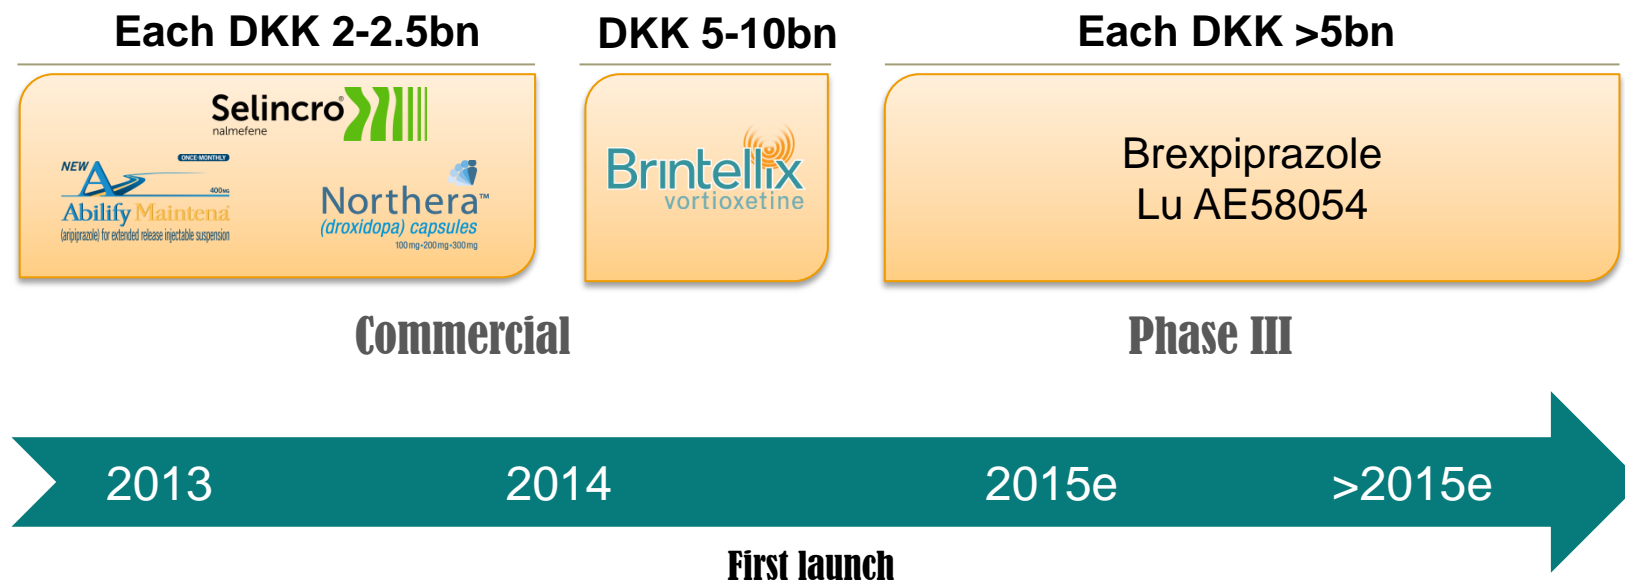 Each DKK 2-2.5bn
DKK 5-10bn
Each DKK >5bn
Selincro®
nalmefene
NEW
ONCE-MONTHLY
400MG
Abilify Maintena
(aripiprazole) for extended release injectable suspension
Northera™
(droxidopa) capsules
100mg•200mg•300mg
Brintellix
vortioxetine
Brexpiprazole
Lu AE58054
Commercial
Phase III
2013
2014
2015e
>2015e
First launch